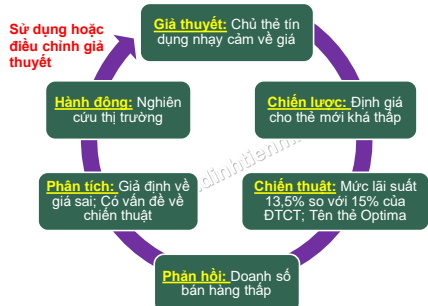 Sử dụng hoặc
điều chỉnh giả
thuyết
Giả thuyết: Chủ thẻ tín
dụng nhạy cảm về giá
Chiến lược: Định giá
cho thẻ mới khá thấp
Chiến thuật: Mức lãi suất
13,5% so với 15% của
ĐTCT; Tên thẻ Optima
Phản hồi: Doanh số
bán hàng thấp
Phân tích: Giả định về
giá sai; Có vấn đề về
chiến thuật
Hành động: Nghiên
cứu thị trường